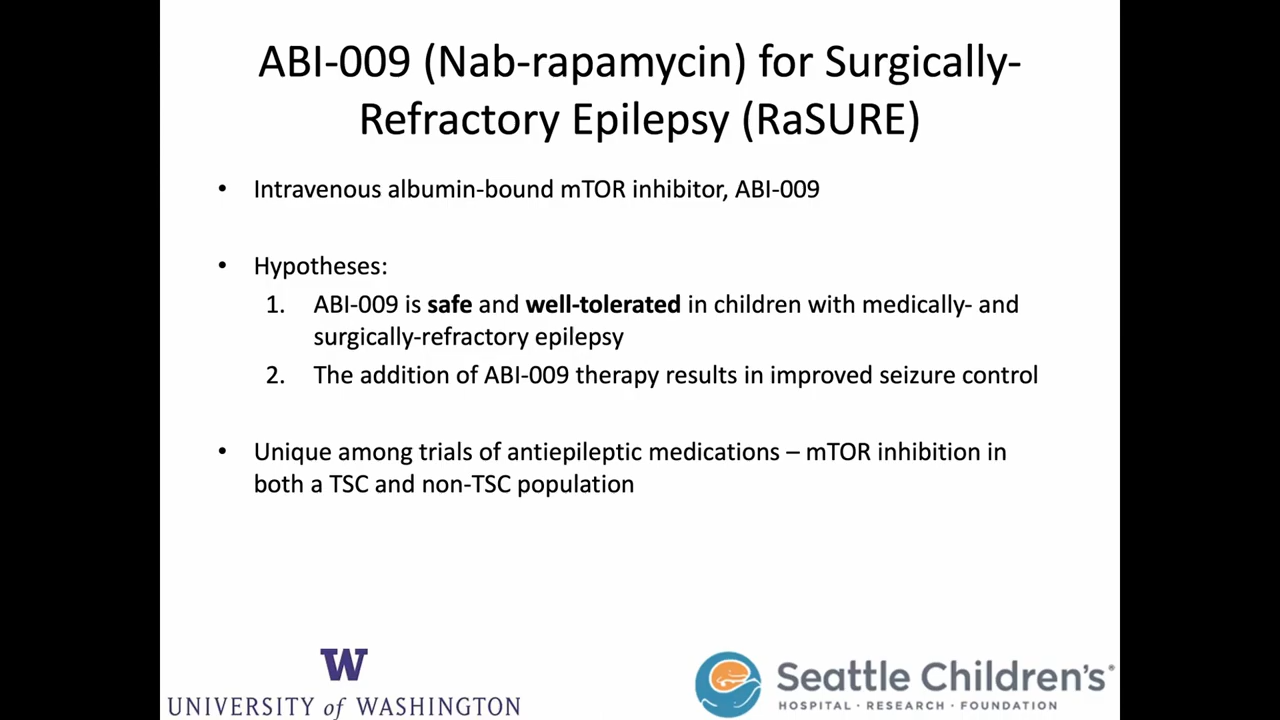 ABI-009 (Nab-rapamycin) for Surgically-
Refractory Epilepsy (RaSURE)
• Intravenous albumin-bound mTOR inhibitor, ABI-009
• Hypotheses:
1. ABI-009 is safe and well-tolerated in children with medically- and
surgically-refractory epilepsy
2. The addition of ABI-009 therapy results in improved seizure control
• Unique among trials of antiepileptic medications – mTOR inhibition in
both a TSC and non-TSC population
W
UNIVERSITY of WASHINGTON
Seattle Children's®
HOSPITAL · RESEARCH · FOUNDATION